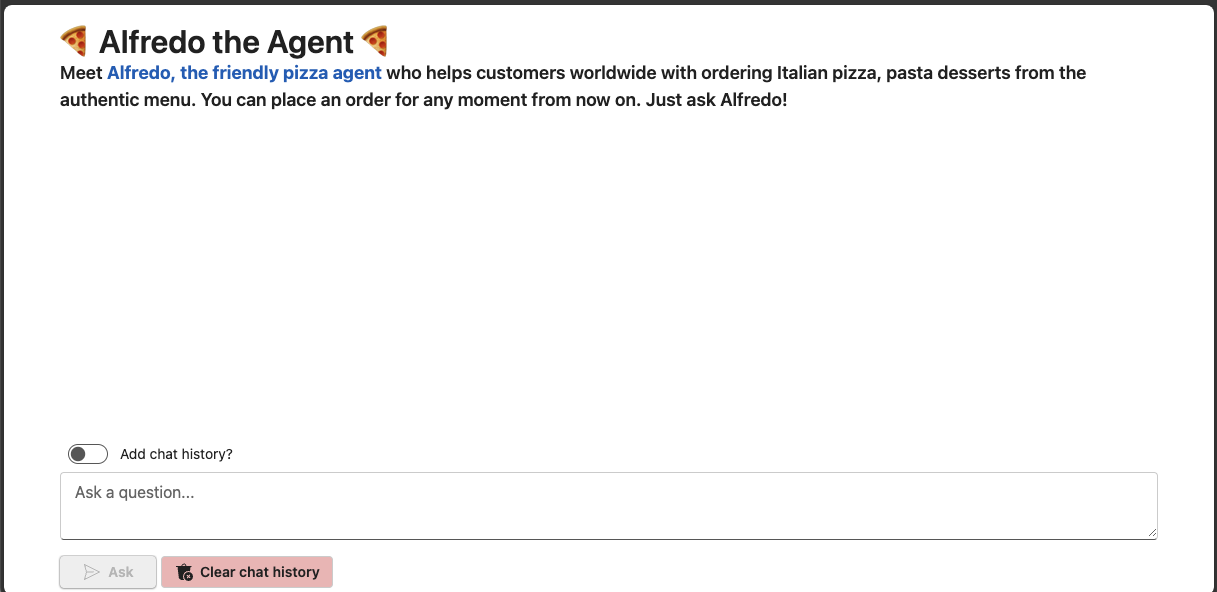 🍕 Alfredo the Agent 🍕
Meet Alfredo, the friendly pizza agent who helps customers worldwide with ordering Italian pizza, pasta desserts from the
authentic menu. You can place an order for any moment from now on. Just ask Alfredo!
Add chat history?
Ask a question...
Ask
Clear chat history